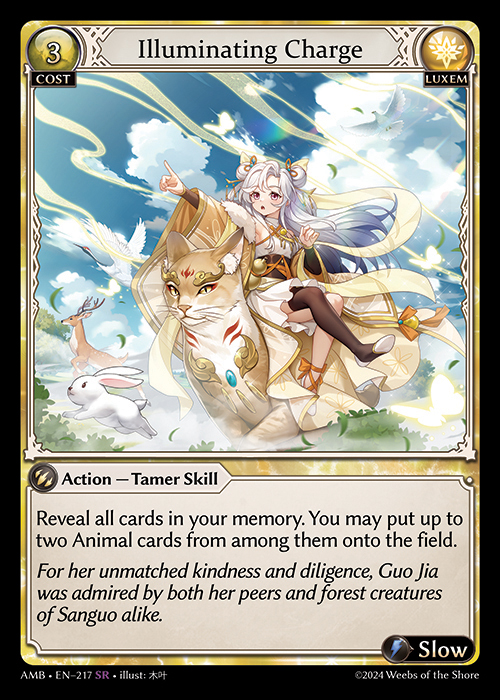 3
COST
Illuminating Charge
LUXEM
Action — Tamer Skill
Reveal all cards in your memory. You may put up to
two Animal cards from among them onto the field.
For her unmatched kindness and diligence, Guo Jia
was admired by both her peers and forest creatures
of Sanguo alike.
Slow
AMB • EN–217 SR • illust: 木叶
©2024 Weebs of the Shore